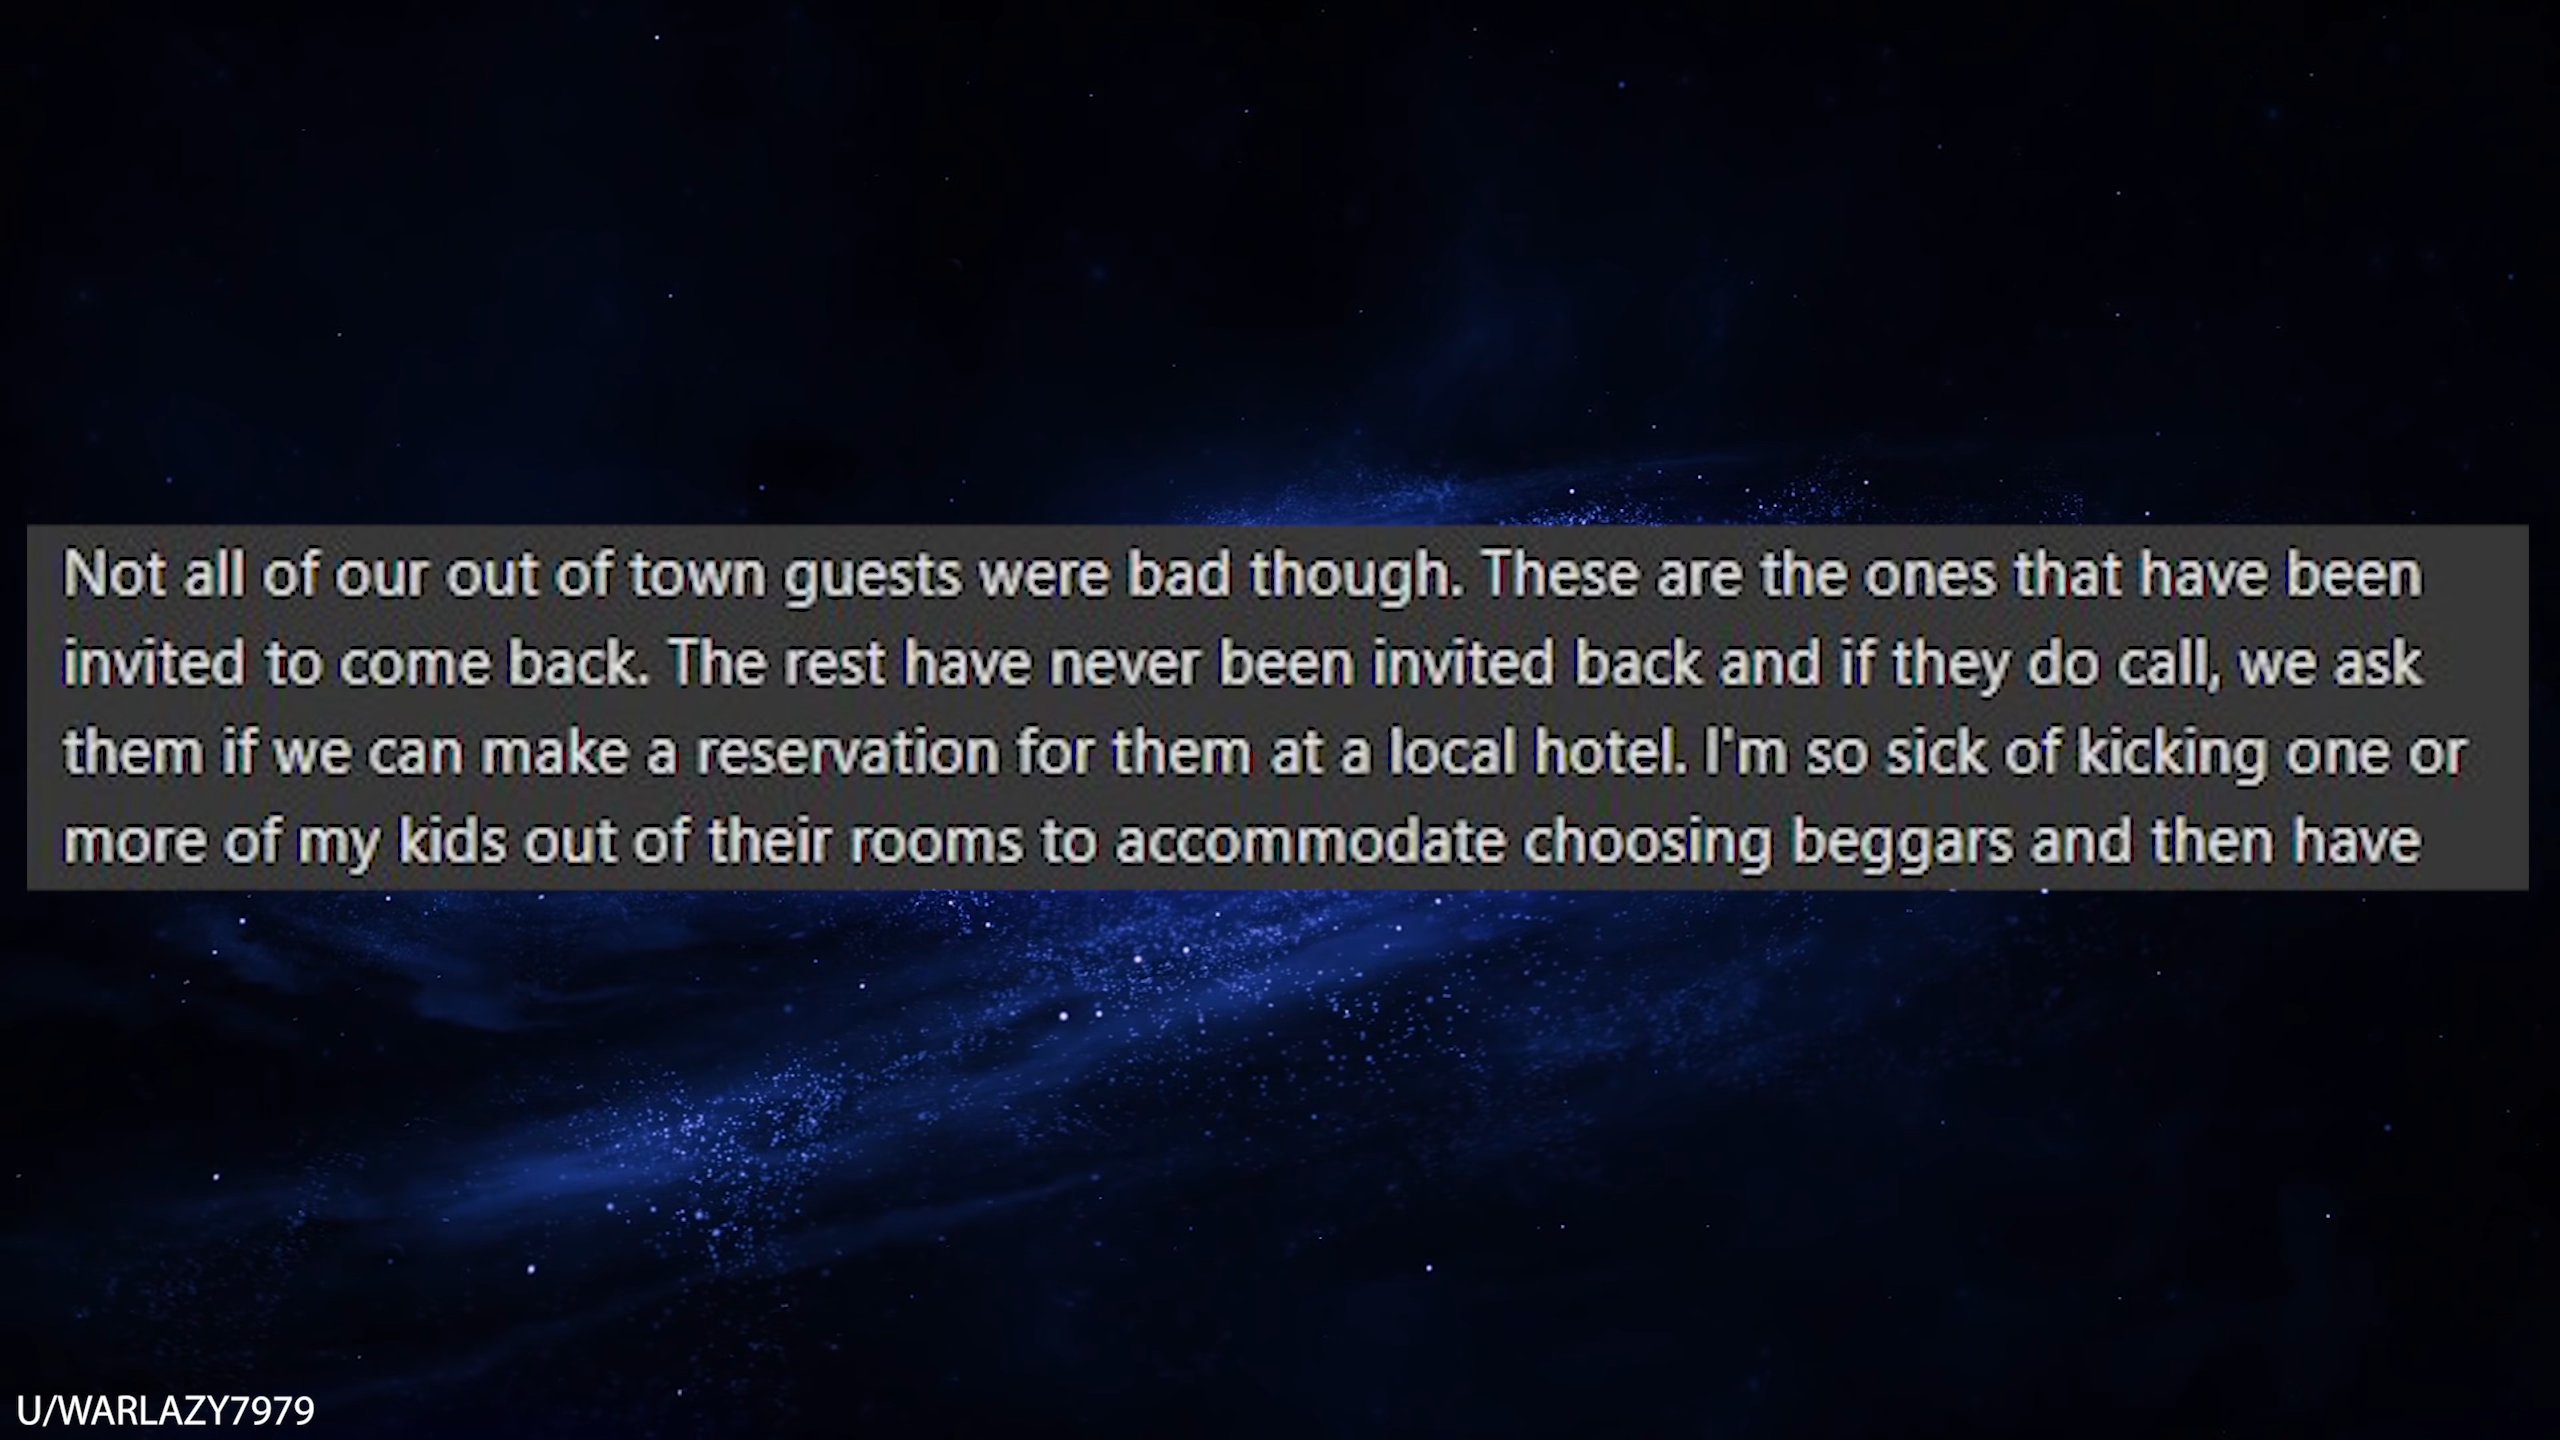 Not all of our out of town guests were bad though. These are the ones that have been
invited to come back. The rest have never been invited back and if they do call, we ask
them if we can make a reservation for them at a local hotel. I'm so sick of kicking one or
more of my kids out of their rooms to accommodate choosing beggars and then have
U/WARLAZY7979